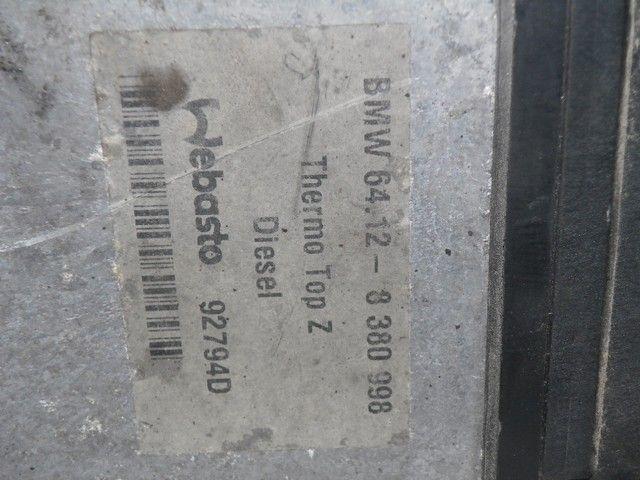 BMW 64.12 - 8 380 998
Thermo Top Z
Diesel
Webasto 92794D